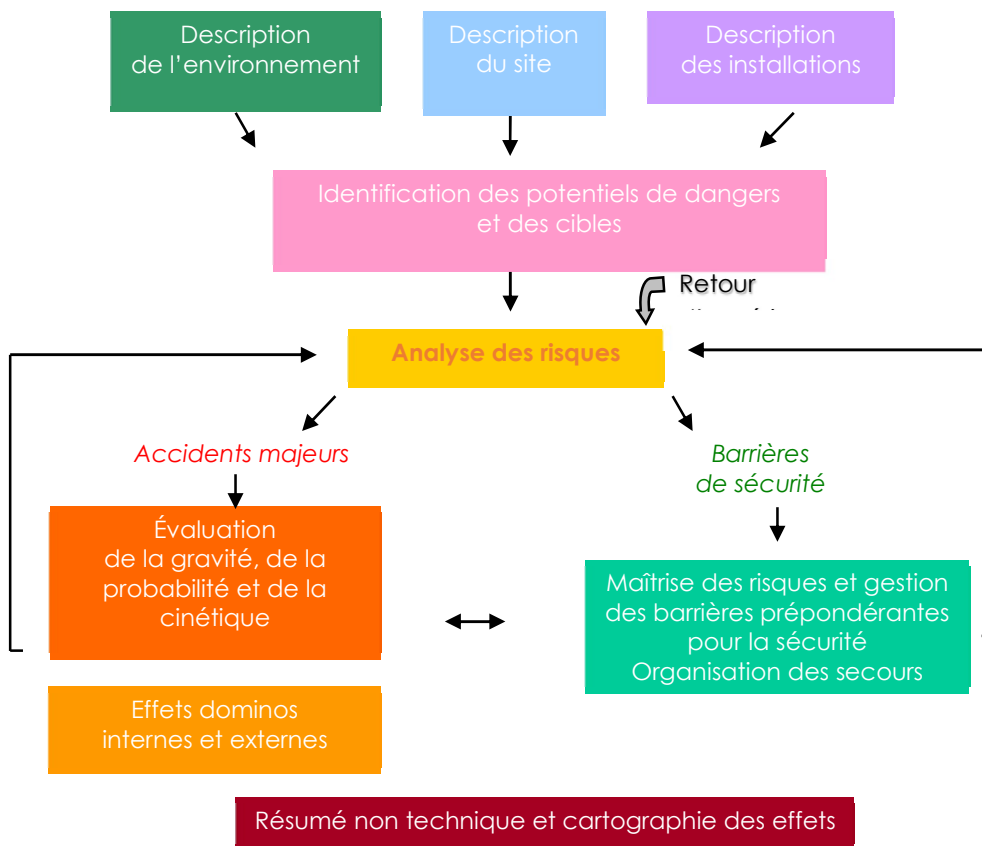 Description
de l'environnement
Description
du site
Description
des installations
Identification des potentiels de dangers
et des cibles
Retour
Analyse des risques
Accidents majeurs
Barrières
de sécurité
Évaluation
de la gravité, de la
probabilité et de la
cinétique
Maîtrise des risques et gestion
des barrières prépondérantes
pour la sécurité
Organisation des secours
Effets dominos
internes et externes
Résumé non technique et cartographie des effets